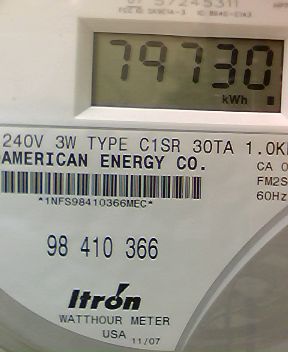 79730
kWh
240V 3W TYPE C1SR 30TA 1.0K
AMERICAN ENERGY CO.
CA 0
FM2S
*1NFS98410366MEC*
60Hz
98 410 366
Itron
WATTHOUR METER
USA 11/07